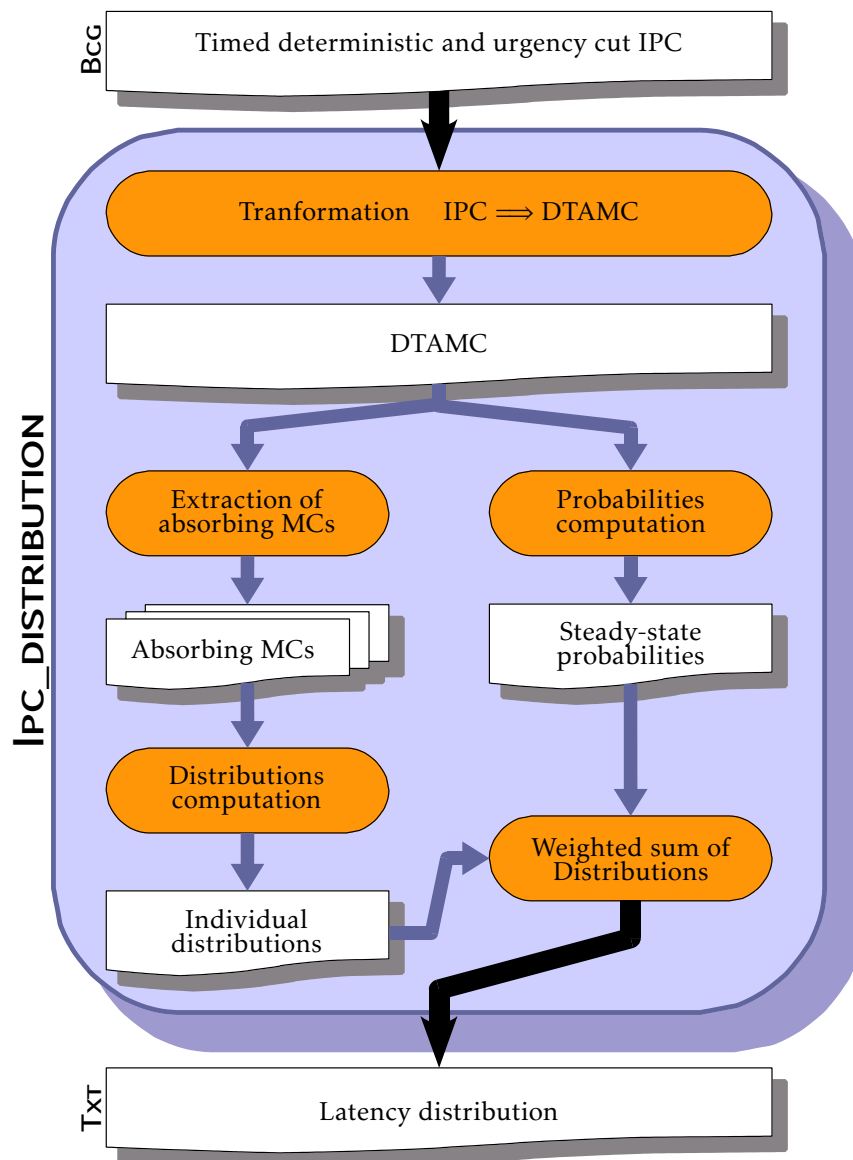 BCG
Timed deterministic and urgency cut IPC
IPC_DISTRIBUTION
Tranformation IPC ⟹ DTAMC
DTAMC
Extraction of
absorbing MCs
Probabilities
computation
Absorbing MCs
Steady-state
probabilities
Distributions
computation
Weighted sum of
Distributions
Individual
distributions
TXT
Latency distribution